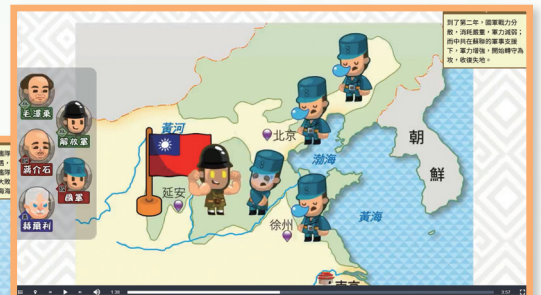 到了第二年，國軍戰力分
散，消耗嚴重，軍力減弱；
而中共在蘇聯的軍事支援
下，軍力增強，開始轉守為
攻，收復失地。
毛澤東
解放軍
蔣介石
國軍
赫爾利
黃河
北京
渤海
朝
鮮
延安
徐州
黃海
南京
1:38
3:57